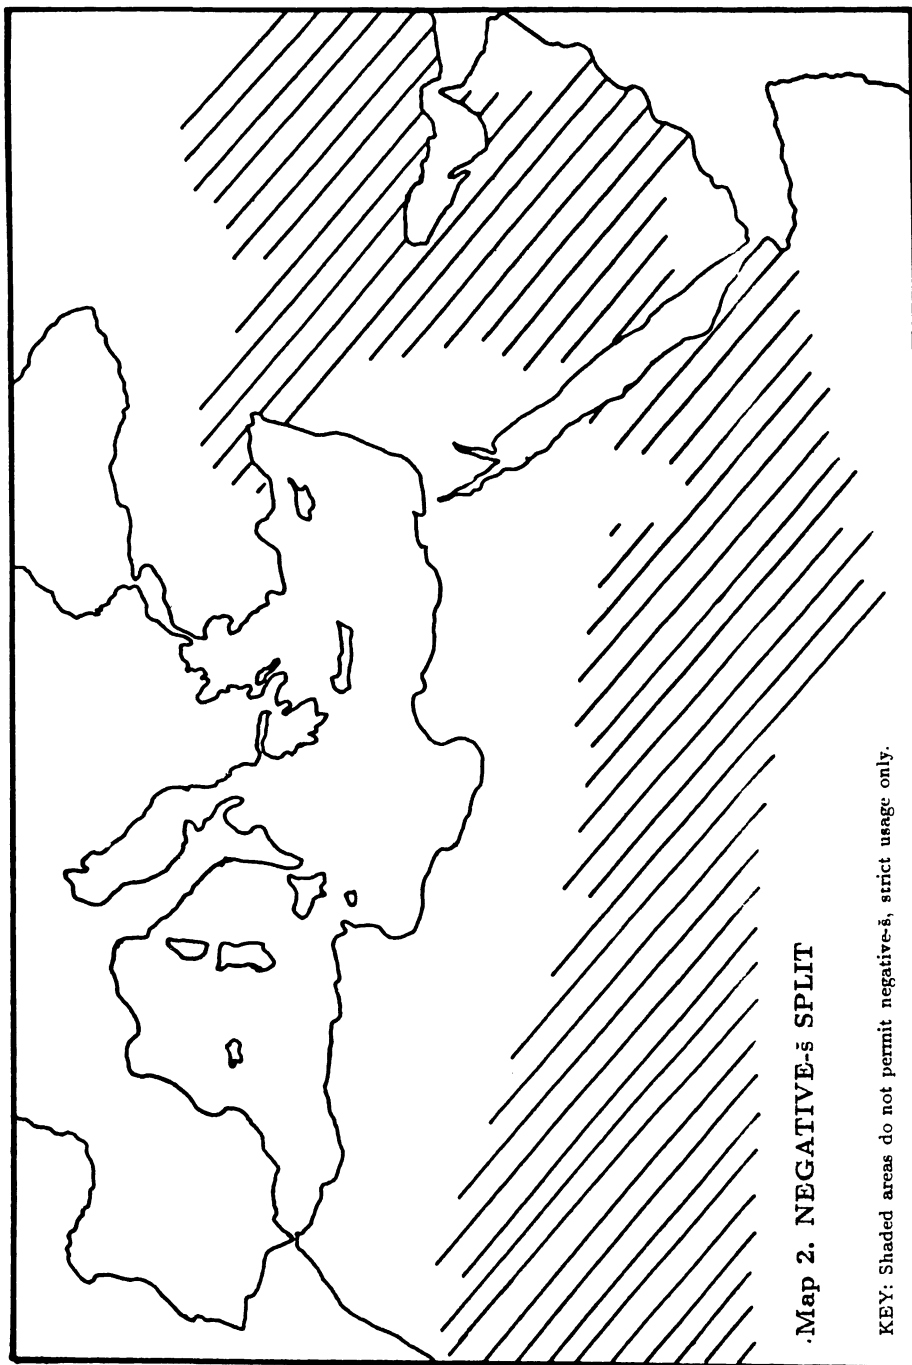 .Map 2. NEGATIVE-š SPLIT
KEY: Shaded areas do not permit negative-š, strict usage only.